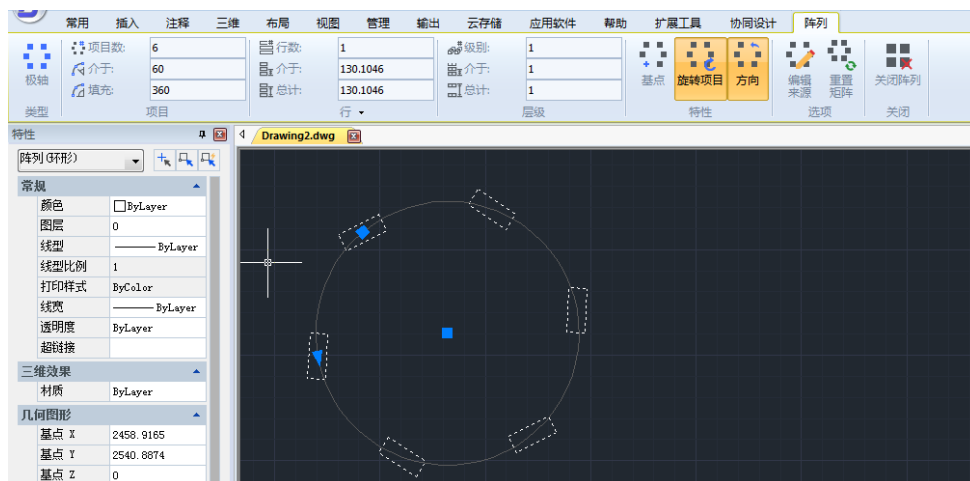 常用 插入 注释 三维 布局 视图 管理 输出 云存储 应用软件 帮助 扩展工具 协同设计 阵列
项目数: 6 行数: 1 级别: 1
介于: 60 介于: 130.1046 介于: 1
填充: 360 总计: 130.1046 总计: 1
极轴 基点 旋转项目 方向 编辑来源 重置矩阵 关闭阵列
类型 项目 行 层级 特性 选项 关闭
特性 Drawing2.dwg
阵列(环形)
常规
颜色 ByLayer
图层 0
线型 ByLayer
线型比例 1
打印样式 ByColor
线宽 ByLayer
透明度 ByLayer
超链接
三维效果
材质 ByLayer
几何图形
基点 X 2458.9165
基点 Y 2540.8874
基点 Z 0